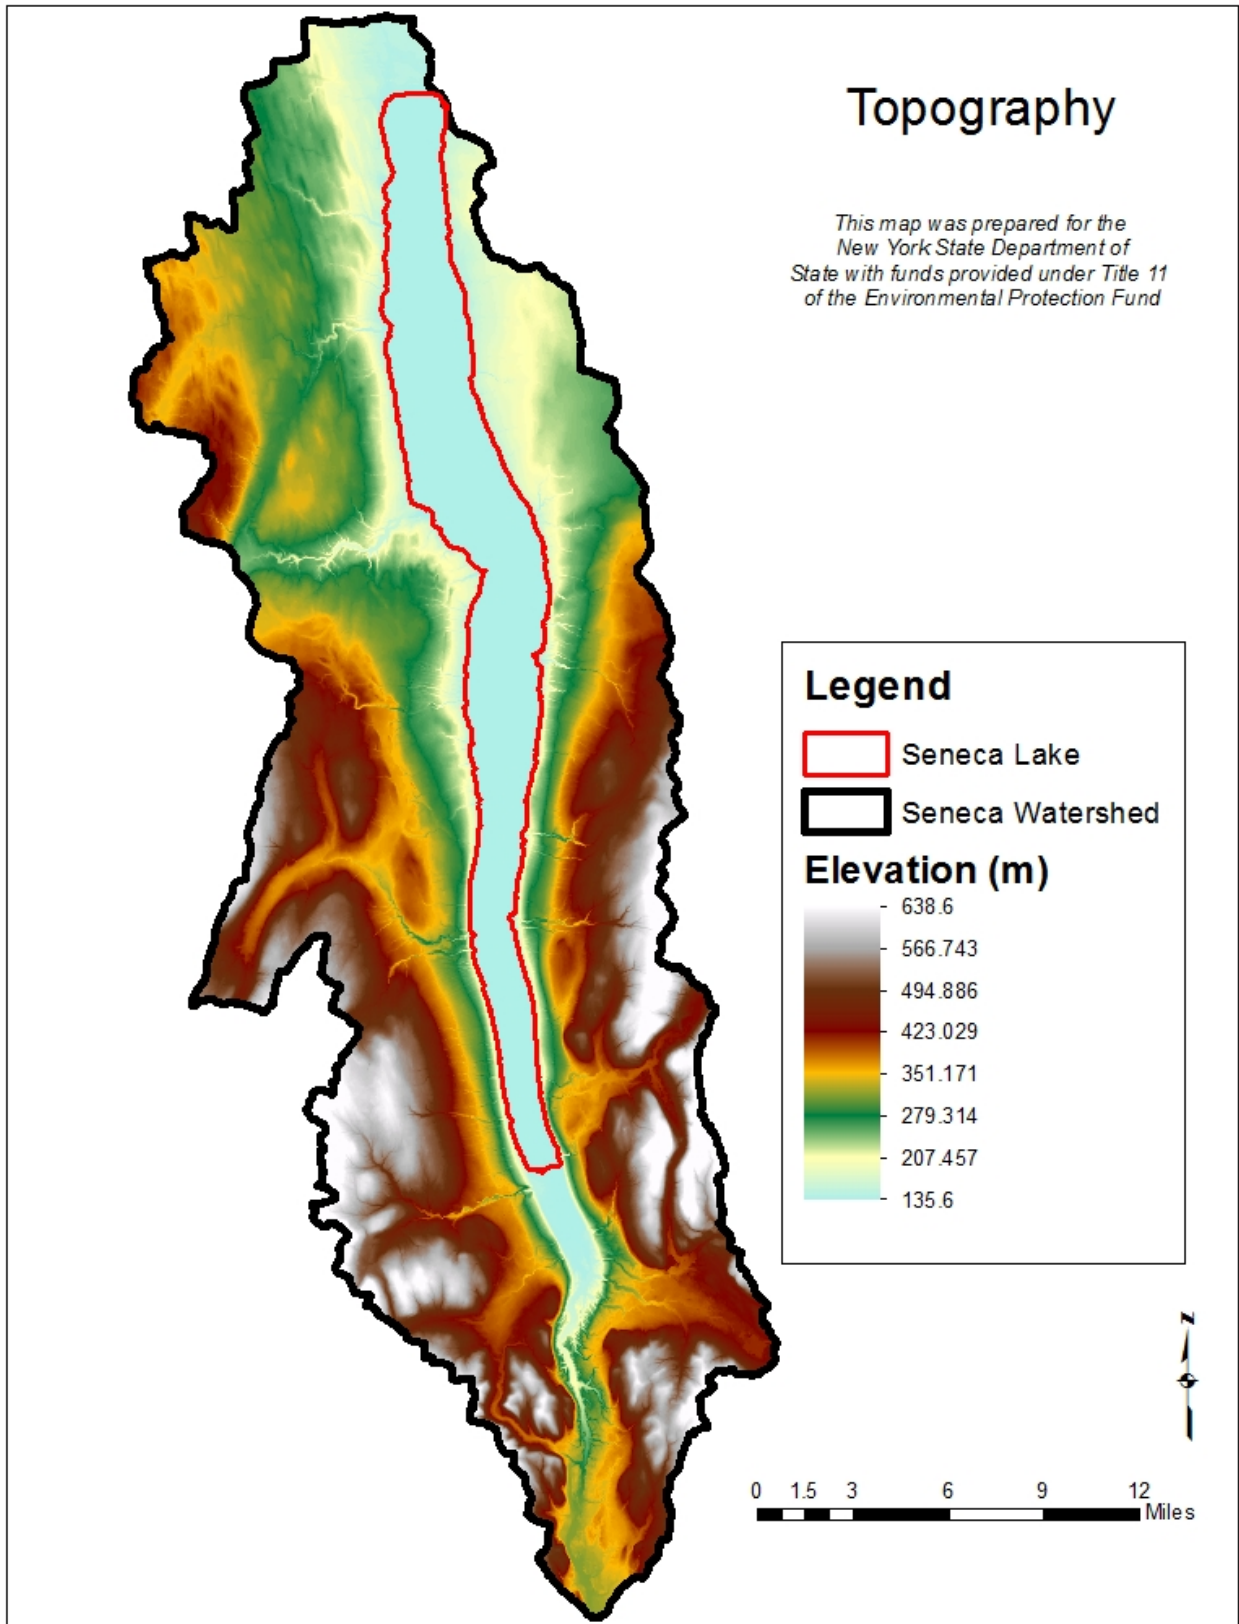 Topography
This map was prepared for the
New York State Department of
State with funds provided under Title 11
of the Environmental Protection Fund
Legend
Seneca Lake
Seneca Watershed
Elevation (m)
638.6
566.743
494.886
423.029
351.171
279.314
207.457
135.6
N
0 1.5 3 6 9 12
Miles